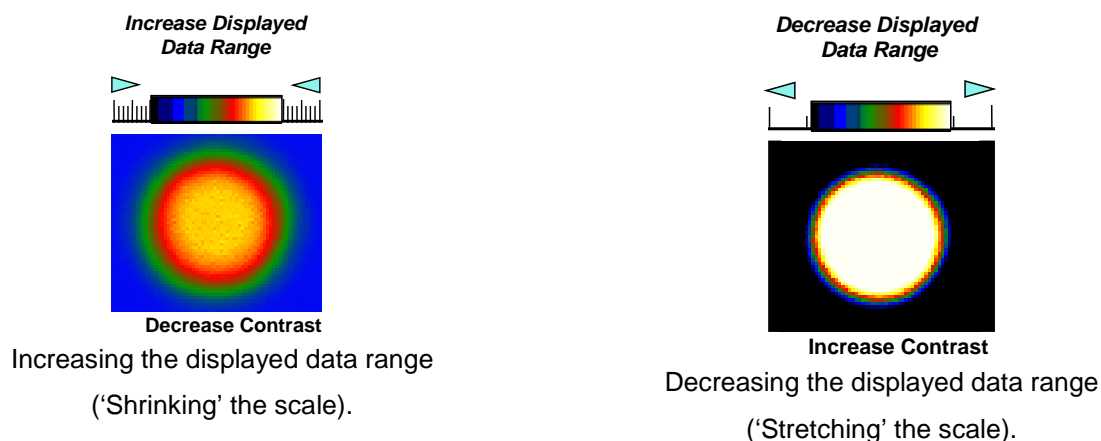 Increase Displayed
Data Range
Decrease Contrast
Increasing the displayed data range
(‘Shrinking’ the scale).
Decrease Displayed
Data Range
Increase Contrast
Decreasing the displayed data range
(‘Stretching’ the scale).